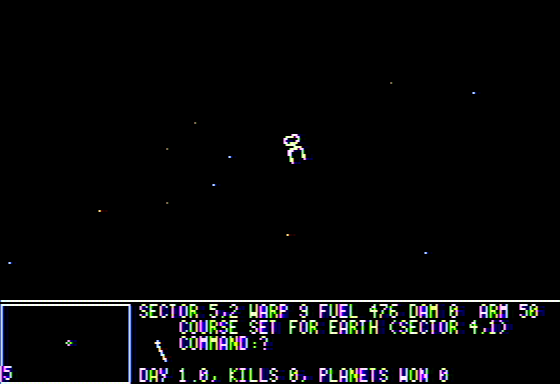 SECTOR 5,2 WARP 9 FUEL 476 DAM 0 ARM 50
COURSE SET FOR EARTH (SECTOR 4,1)
COMMAND:?
5
DAY 1.0, KILLS 0, PLANETS WON 0